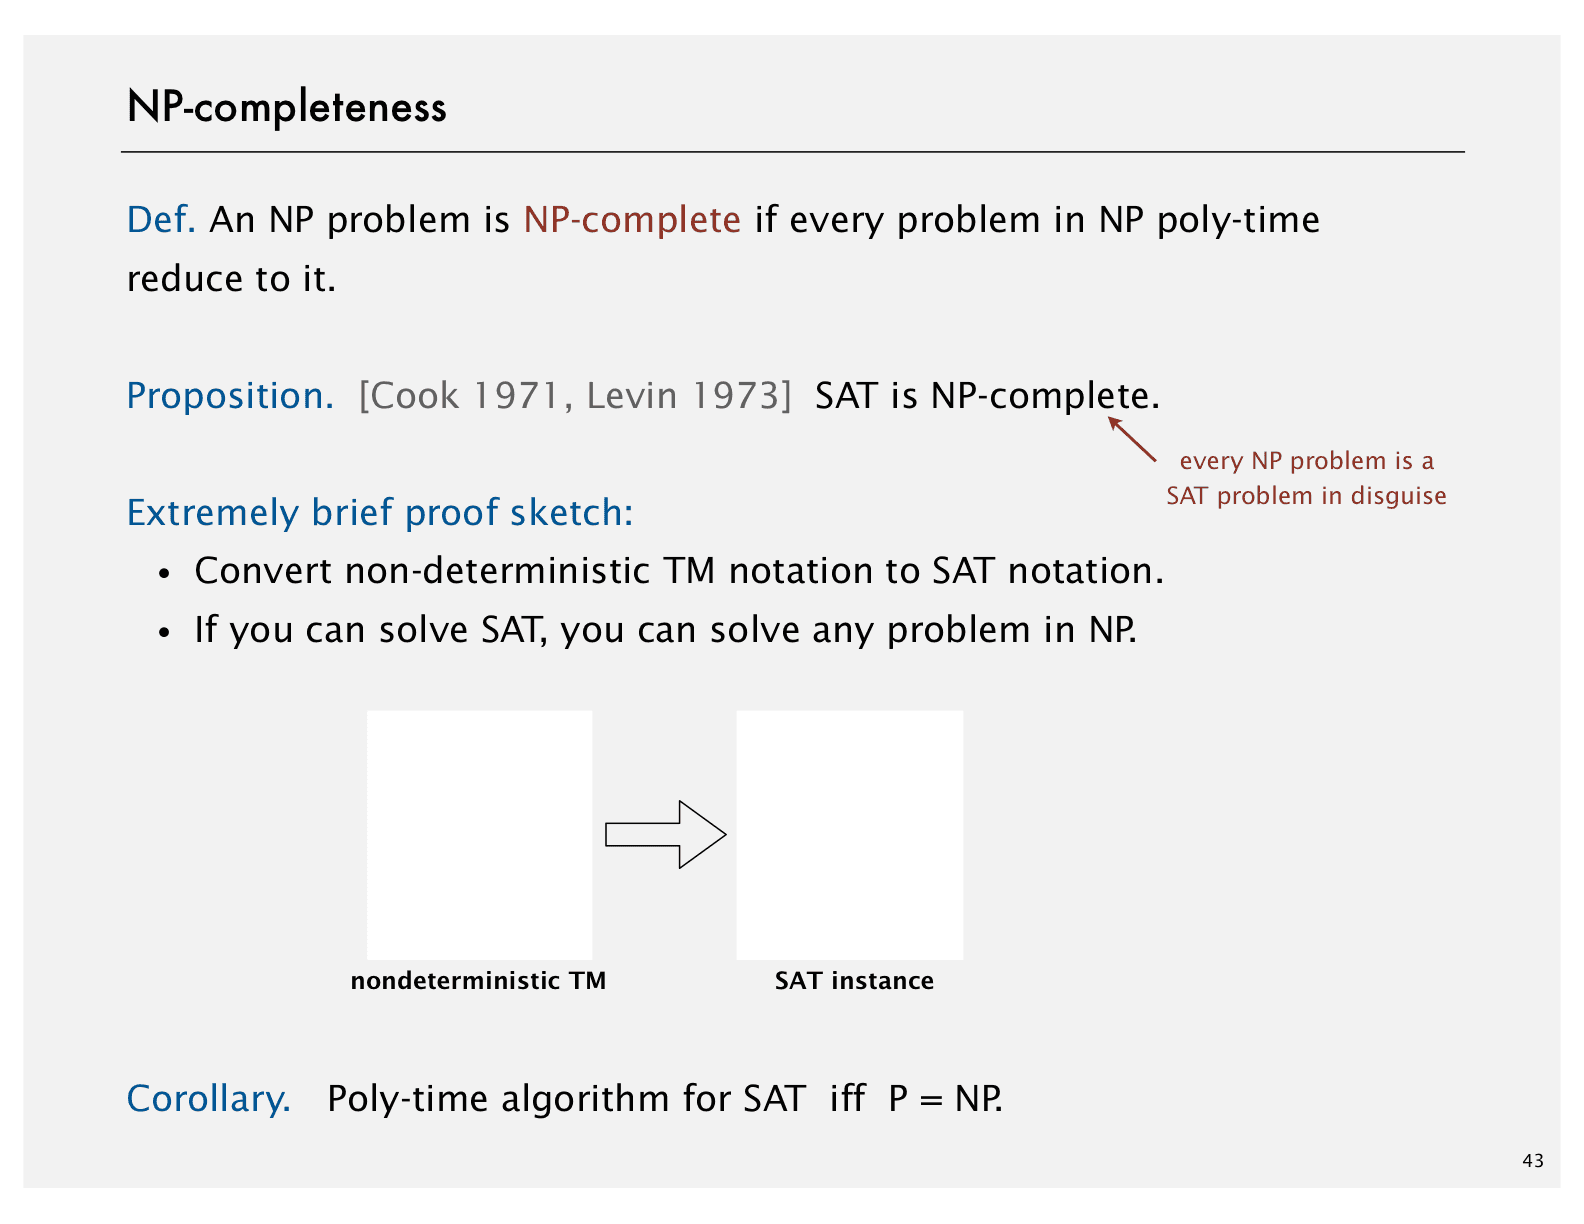 NP-completeness
Def. An NP problem is NP-complete if every problem in NP poly-time
reduce to it.
Proposition. [Cook 1971, Levin 1973] SAT is NP-complete.
every NP problem is a
SAT problem in disguise
Extremely brief proof sketch:
• Convert non-deterministic TM notation to SAT notation.
• If you can solve SAT, you can solve any problem in NP.
nondeterministic TM
SAT instance
Corollary. Poly-time algorithm for SAT iff P = NP.
43